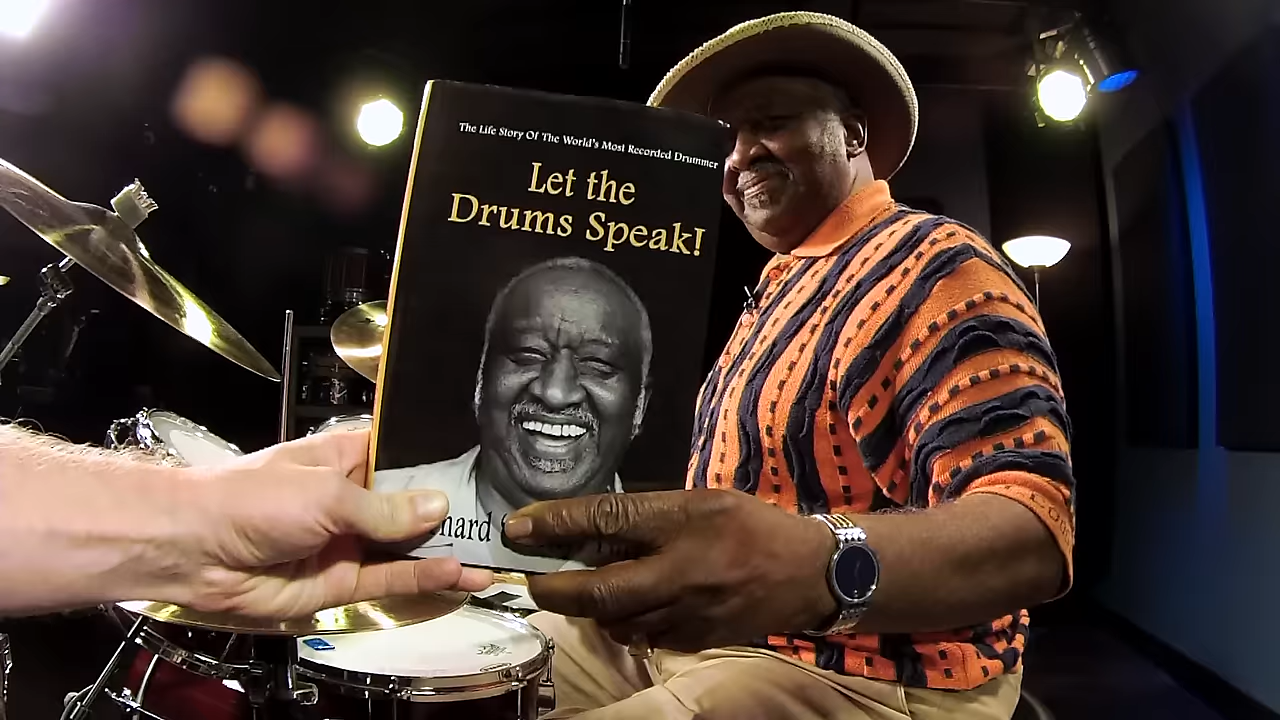 The Life Story Of The World's Most Recorded Drummer
Let the
Drums Speak!
nard